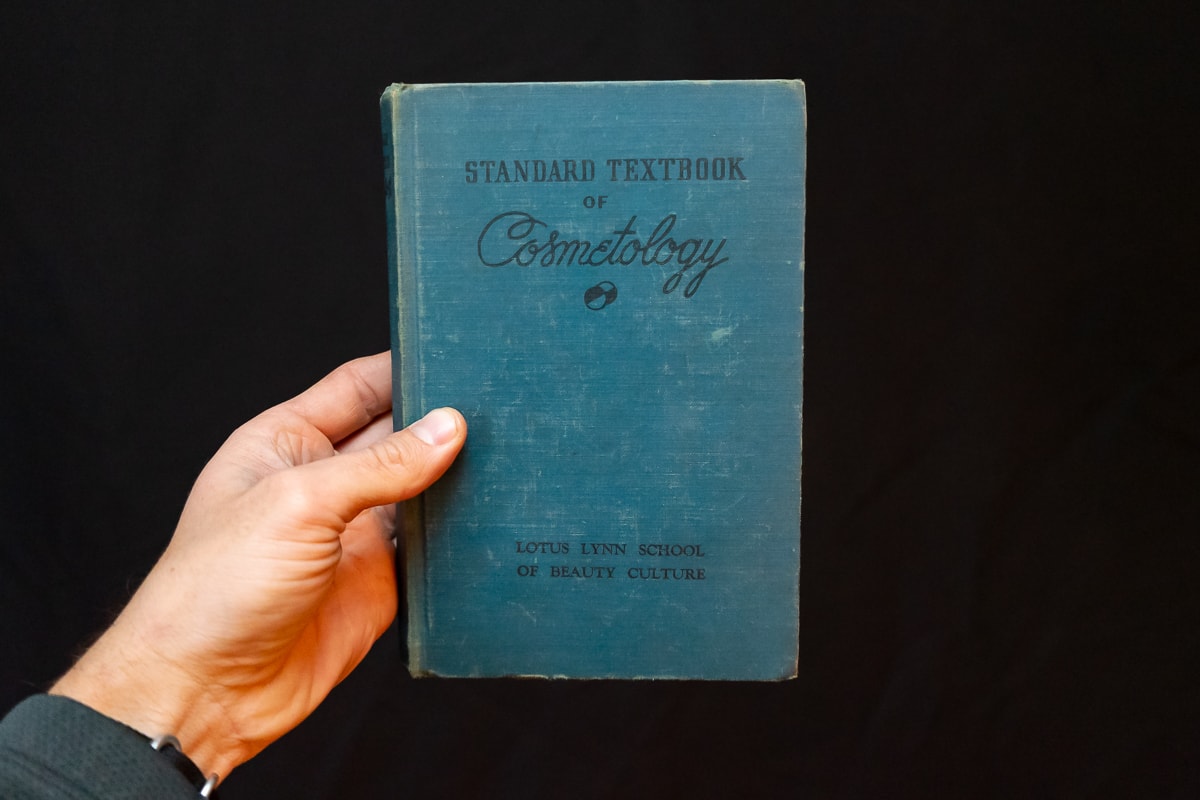 STANDARD TEXTBOOK
OF
Cosmetology
LOTUS LYNN SCHOOL
OF BEAUTY CULTURE